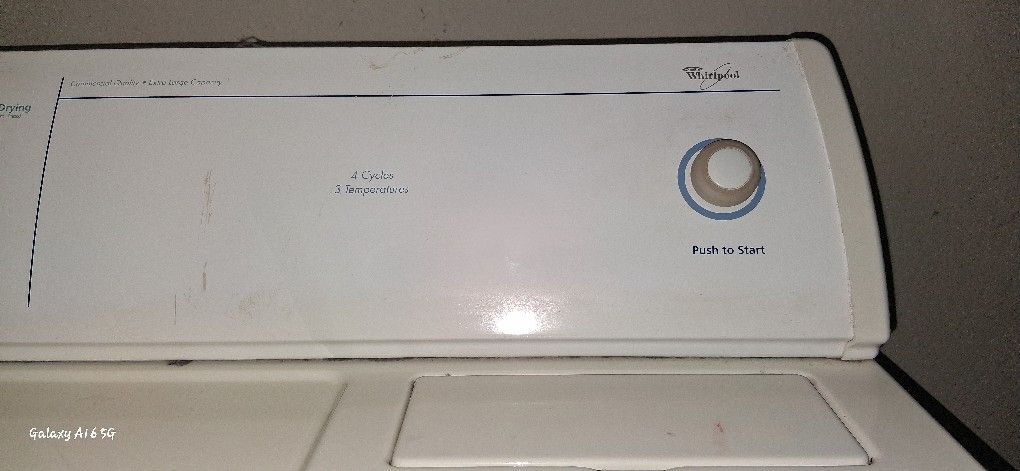 Commercial Quality • Extra Large Capacity
Whirlpool
Drying
4 Cycles
3 Temperatures
Push to Start
Galaxy A16 5G